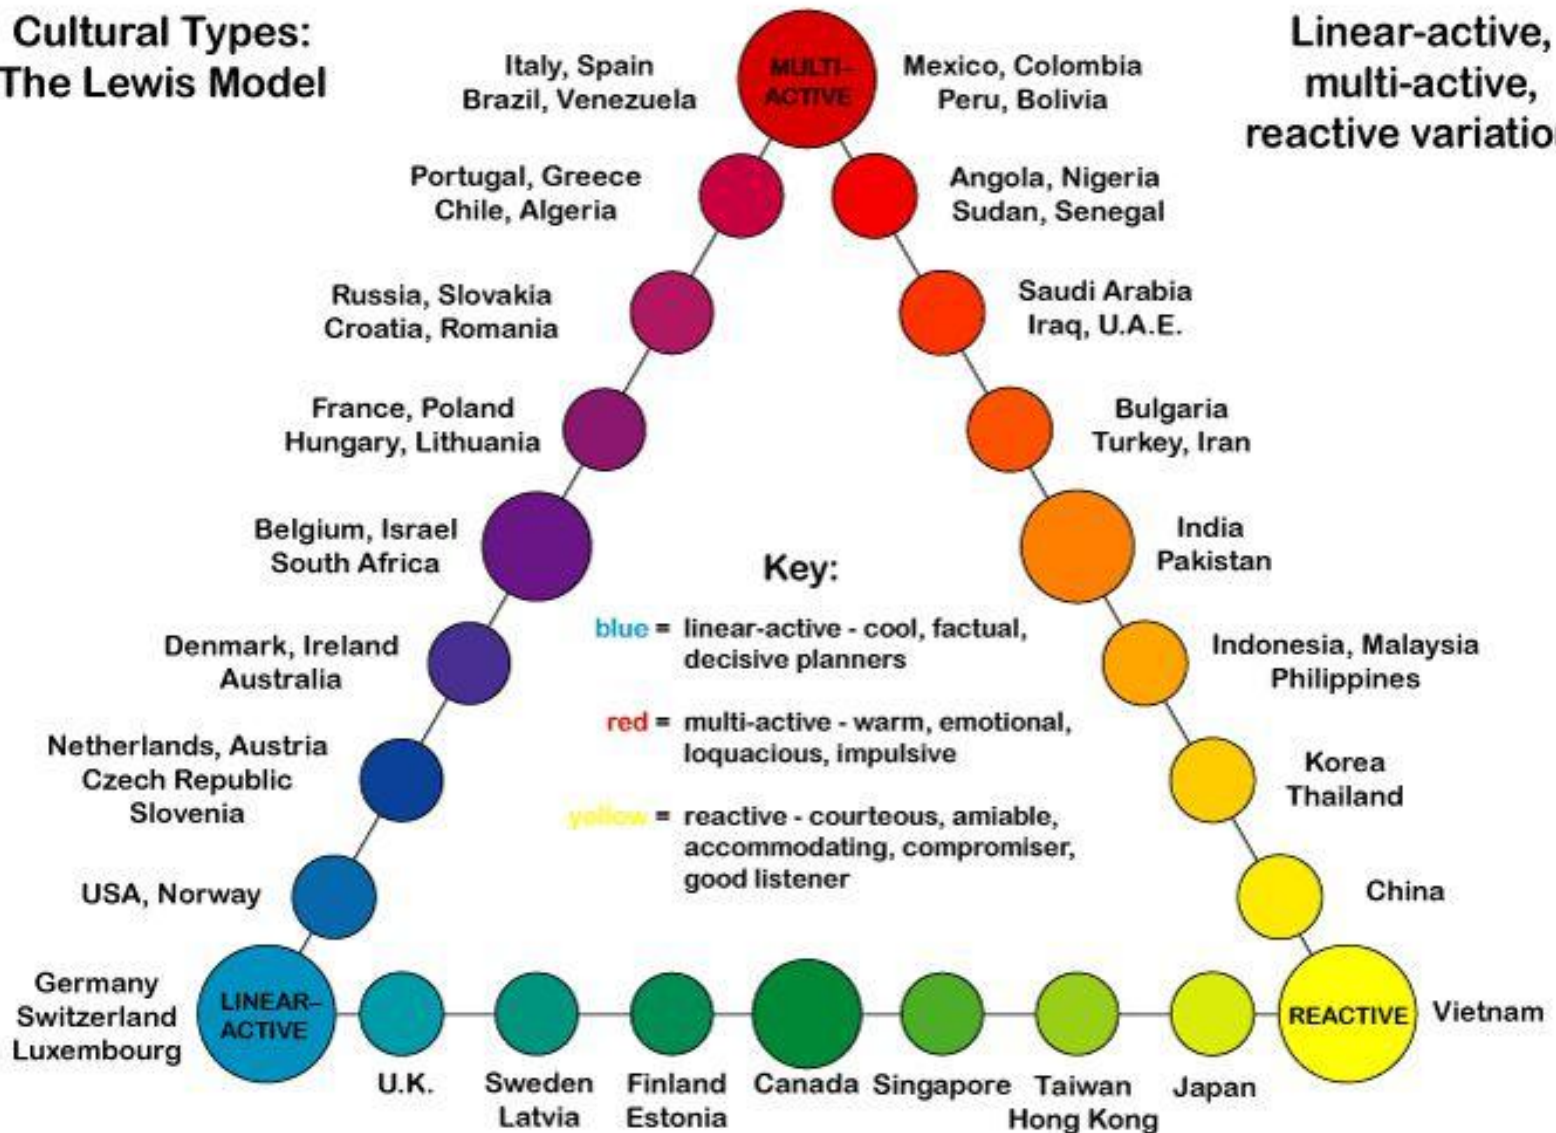 Cultural Types:
The Lewis Model
Linear-active,
multi-active,
reactive variation
MULTI-
ACTIVE
Italy, Spain
Brazil, Venezuela
Mexico, Colombia
Peru, Bolivia
Portugal, Greece
Chile, Algeria
Angola, Nigeria
Sudan, Senegal
Russia, Slovakia
Croatia, Romania
Saudi Arabia
Iraq, U.A.E.
France, Poland
Hungary, Lithuania
Bulgaria
Turkey, Iran
Belgium, Israel
South Africa
India
Pakistan
Key:
blue = linear-active - cool, factual,
decisive planners
red = multi-active - warm, emotional,
loquacious, impulsive
yellow = reactive - courteous, amiable,
accommodating, compromiser,
good listener
Denmark, Ireland
Australia
Indonesia, Malaysia
Philippines
Netherlands, Austria
Czech Republic
Slovenia
Korea
Thailand
USA, Norway
China
Germany
Switzerland
Luxembourg
LINEAR-
ACTIVE
REACTIVE
Vietnam
U.K.
Sweden
Latvia
Finland
Estonia
Canada
Singapore
Taiwan
Hong Kong
Japan